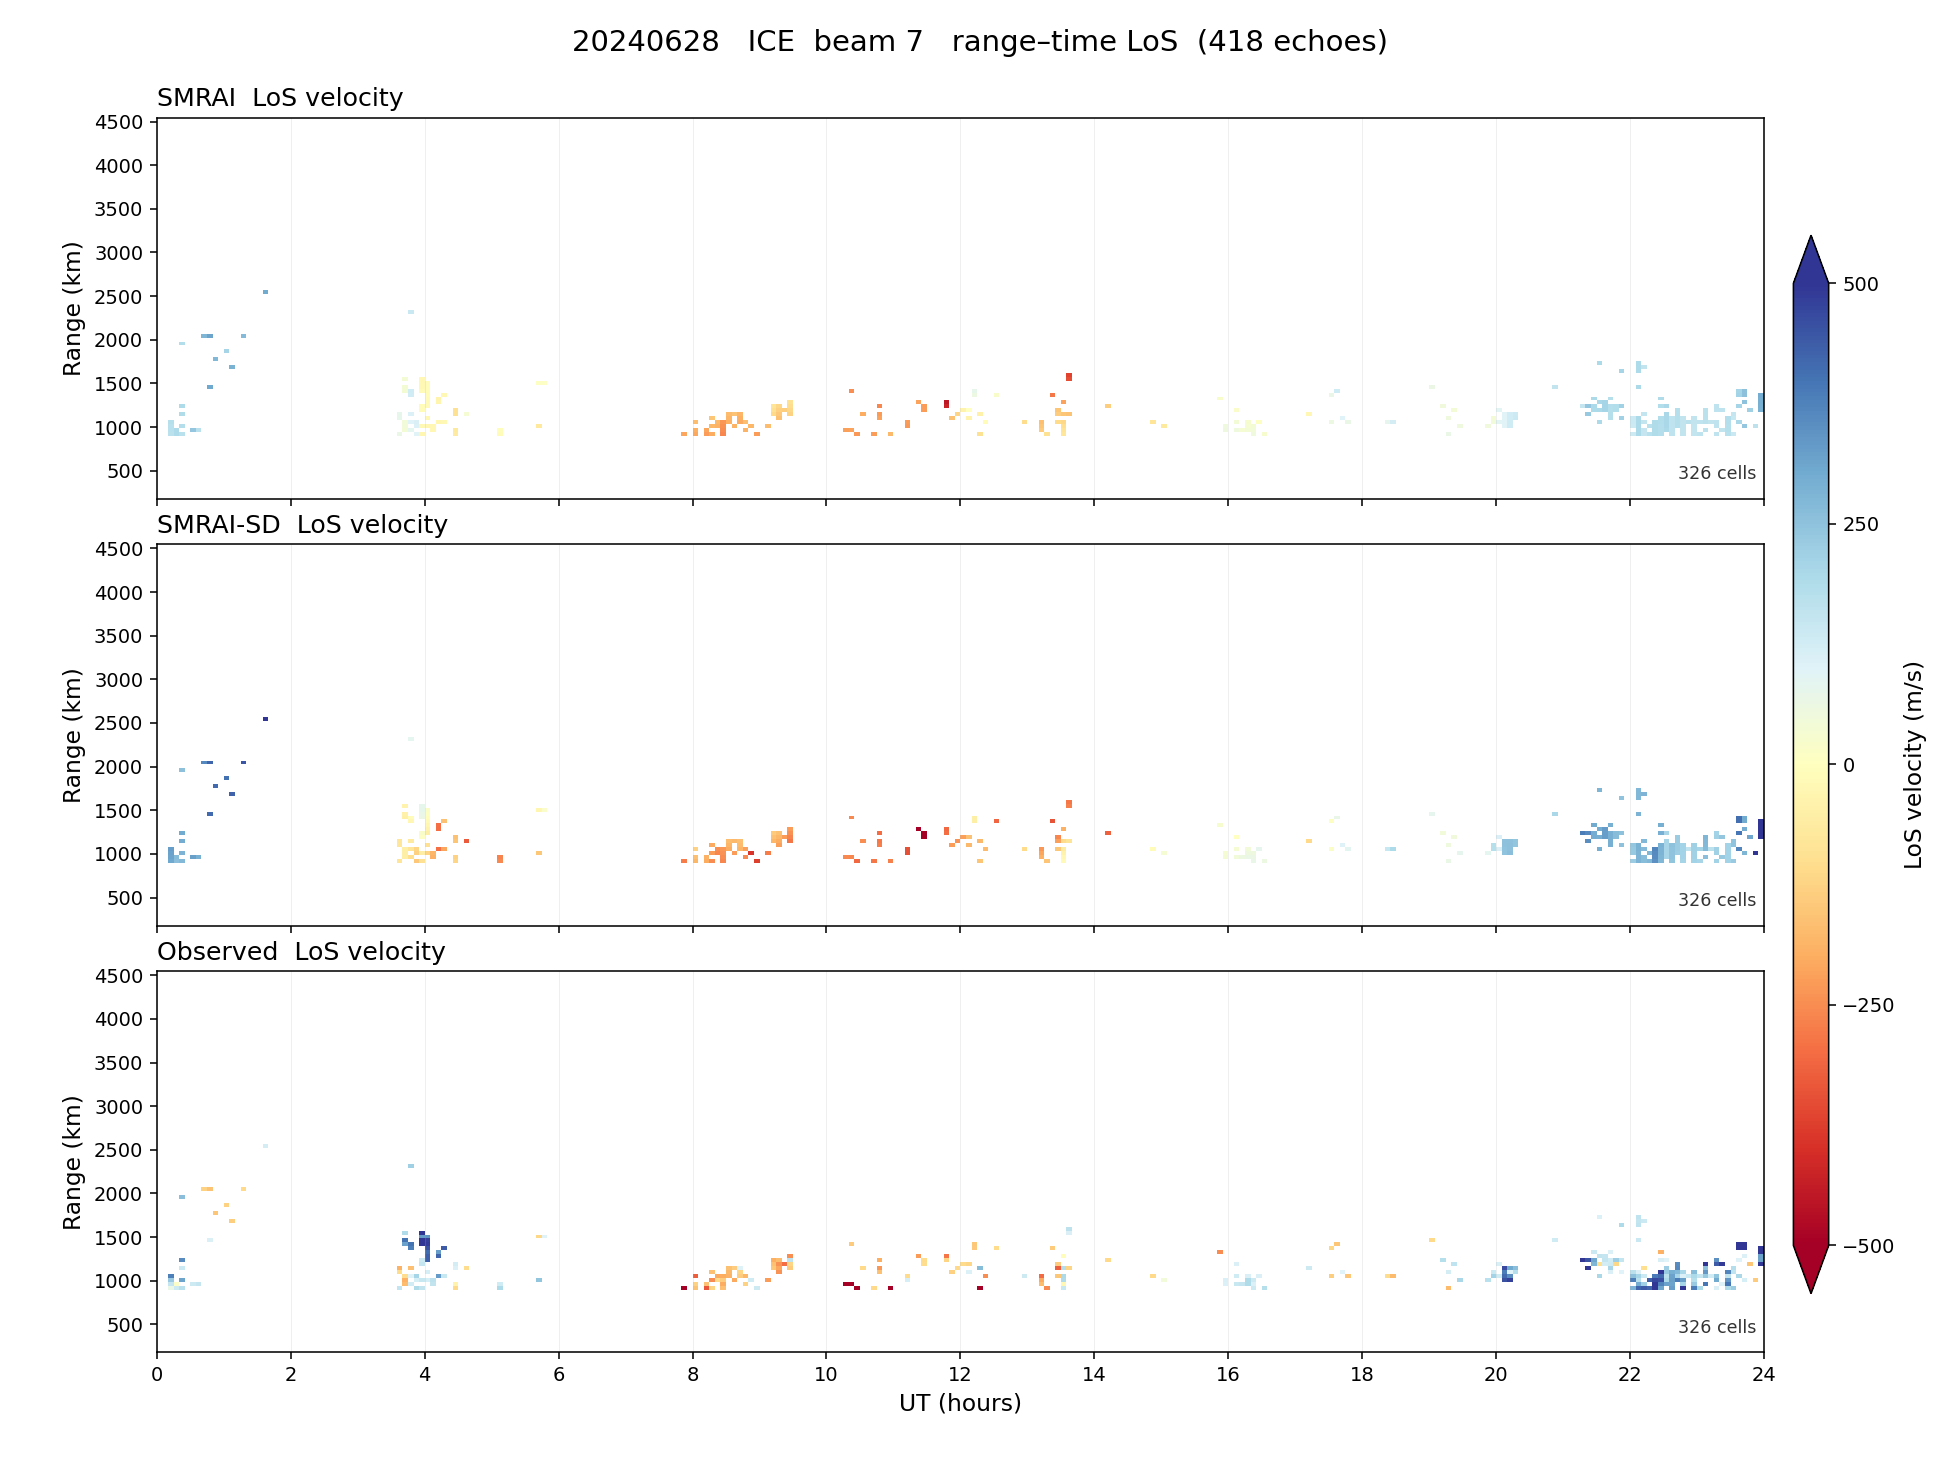 20240628 ICE beam 7 range–time LoS (418 echoes)
SMRAI LoS velocity
4500
4000
3500
3000
2500
2000
1500
1000
500
Range (km)
326 cells
SMRAI-SD LoS velocity
4500
4000
3500
3000
2500
2000
1500
1000
500
Range (km)
326 cells
Observed LoS velocity
4500
4000
3500
3000
2500
2000
1500
1000
500
Range (km)
326 cells
0 2 4 6 8 10 12 14 16 18 20 22 24
UT (hours)
500
250
0
−250
−500
LoS velocity (m/s)